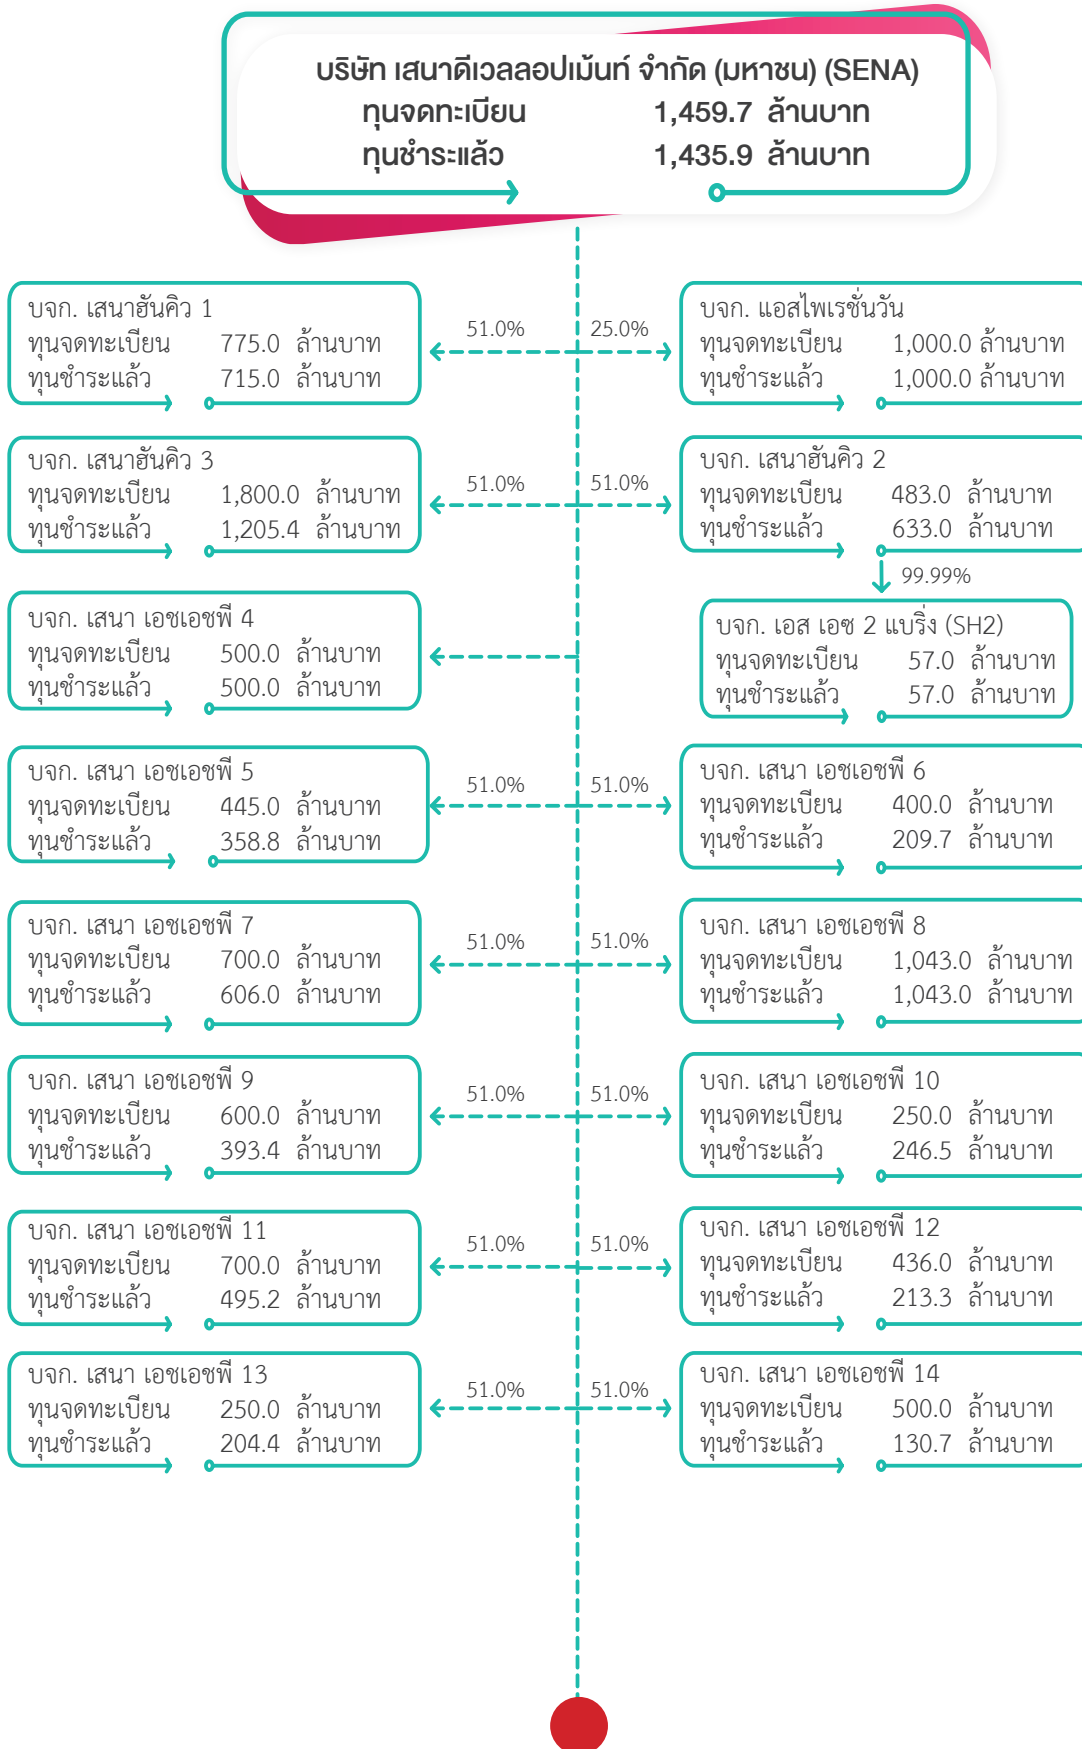 บริษัท เสนาดีเวลลอปเม้นท์ จำกัด (มหาชน) (SENA)
ทุนจดทะเบียน 1,459.7 ล้านบาท
ทุนชำระแล้ว 1,435.9 ล้านบาท
บจก. เสนาฮันคิว 1
ทุนจดทะเบียน 775.0 ล้านบาท
ทุนชำระแล้ว 715.0 ล้านบาท
51.0%
25.0%
บจก. แอสไพเรชั่นวัน
ทุนจดทะเบียน 1,000.0 ล้านบาท
ทุนชำระแล้ว 1,000.0 ล้านบาท
บจก. เสนาฮันคิว 3
ทุนจดทะเบียน 1,800.0 ล้านบาท
ทุนชำระแล้ว 1,205.4 ล้านบาท
51.0%
51.0%
บจก. เสนาฮันคิว 2
ทุนจดทะเบียน 483.0 ล้านบาท
ทุนชำระแล้ว 633.0 ล้านบาท
99.99%
บจก. เสนา เอชเอชพี 4
ทุนจดทะเบียน 500.0 ล้านบาท
ทุนชำระแล้ว 500.0 ล้านบาท
บจก. เอส เอช 2 แบริ่ง (SH2)
ทุนจดทะเบียน 57.0 ล้านบาท
ทุนชำระแล้ว 57.0 ล้านบาท
บจก. เสนา เอชเอชพี 5
ทุนจดทะเบียน 445.0 ล้านบาท
ทุนชำระแล้ว 358.8 ล้านบาท
51.0%
51.0%
บจก. เสนา เอชเอชพี 6
ทุนจดทะเบียน 400.0 ล้านบาท
ทุนชำระแล้ว 209.7 ล้านบาท
บจก. เสนา เอชเอชพี 7
ทุนจดทะเบียน 700.0 ล้านบาท
ทุนชำระแล้ว 606.0 ล้านบาท
51.0%
51.0%
บจก. เสนา เอชเอชพี 8
ทุนจดทะเบียน 1,043.0 ล้านบาท
ทุนชำระแล้ว 1,043.0 ล้านบาท
บจก. เสนา เอชเอชพี 9
ทุนจดทะเบียน 600.0 ล้านบาท
ทุนชำระแล้ว 393.4 ล้านบาท
51.0%
51.0%
บจก. เสนา เอชเอชพี 10
ทุนจดทะเบียน 250.0 ล้านบาท
ทุนชำระแล้ว 246.5 ล้านบาท
บจก. เสนา เอชเอชพี 11
ทุนจดทะเบียน 700.0 ล้านบาท
ทุนชำระแล้ว 495.2 ล้านบาท
51.0%
51.0%
บจก. เสนา เอชเอชพี 12
ทุนจดทะเบียน 436.0 ล้านบาท
ทุนชำระแล้ว 213.3 ล้านบาท
บจก. เสนา เอชเอชพี 13
ทุนจดทะเบียน 250.0 ล้านบาท
ทุนชำระแล้ว 204.4 ล้านบาท
51.0%
51.0%
บจก. เสนา เอชเอชพี 14
ทุนจดทะเบียน 500.0 ล้านบาท
ทุนชำระแล้ว 130.7 ล้านบาท